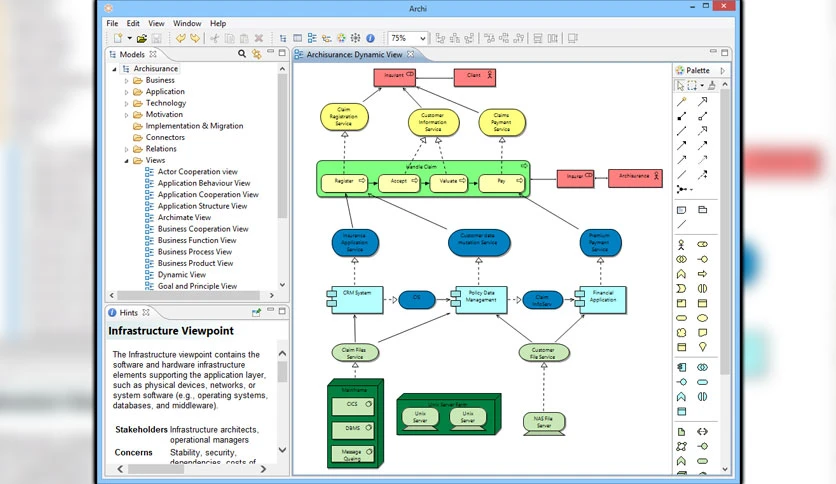 Archi
File Edit View Window Help
75%
Models
Archisurance
Business
Application
Technology
Motivation
Implementation & Migration
Connectors
Relations
Views
Actor Cooperation view
Application Behaviour View
Application Cooperation View
Application Structure View
Archimate View
Business Cooperation View
Business Function View
Business Process View
Business Product View
Dynamic View
Goal and Principle View
Hints
Infrastructure Viewpoint
The Infrastructure viewpoint contains the
software and hardware infrastructure
elements supporting the application layer,
such as physical devices, networks, or
system software (e.g., operating systems,
databases, and middleware).
Stakeholders Infrastructure architects,
operational managers
Concerns Stability, security,
dependencies, costs of
Archisurance: Dynamic View
Insurant
Client
Claim
Registration
Service
Customer
Information
Service
Claims
Payment
Service
Handle Claim
Register
Accept
Valuate
Pay
Insurer
Archisurance
Insurance
Application
Service
Customer data
mutation Service
Premium
Payment
Service
CRM System
CIS
Policy Data
Management
Claim
InfoServ
Financial
Application
Claim Files
Service
Customer
File Service
Mainframe
CICS
DBMS
Message
Queing
Unix Server Farm
Unix
Server
Unix
Server
NAS File
Server
Palette